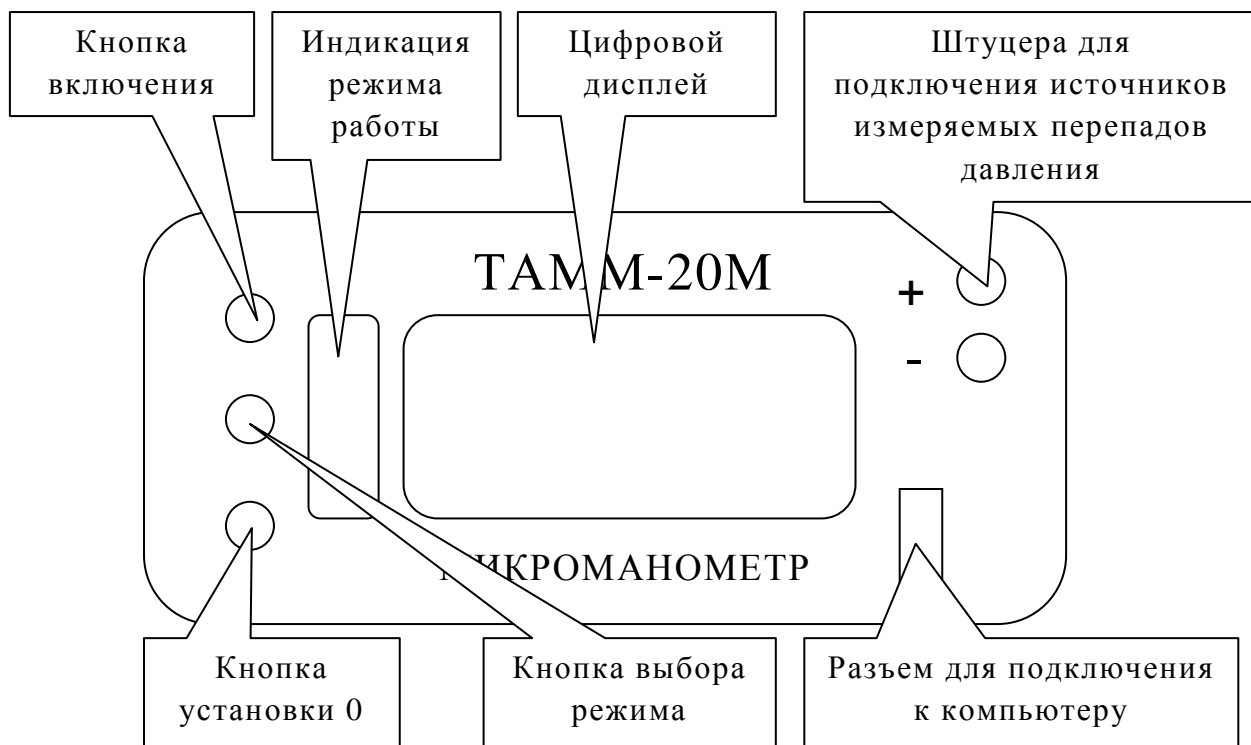 Кнопка
включения
Индикация
режима
работы
Цифровой
дисплей
Штуцера для
подключения источников
измеряемых перепадов
давления
ТАММ-20М
+
-
МИКРОМАНОМЕТР
Кнопка
установки 0
Кнопка выбора
режима
Разъем для подключения
к компьютеру